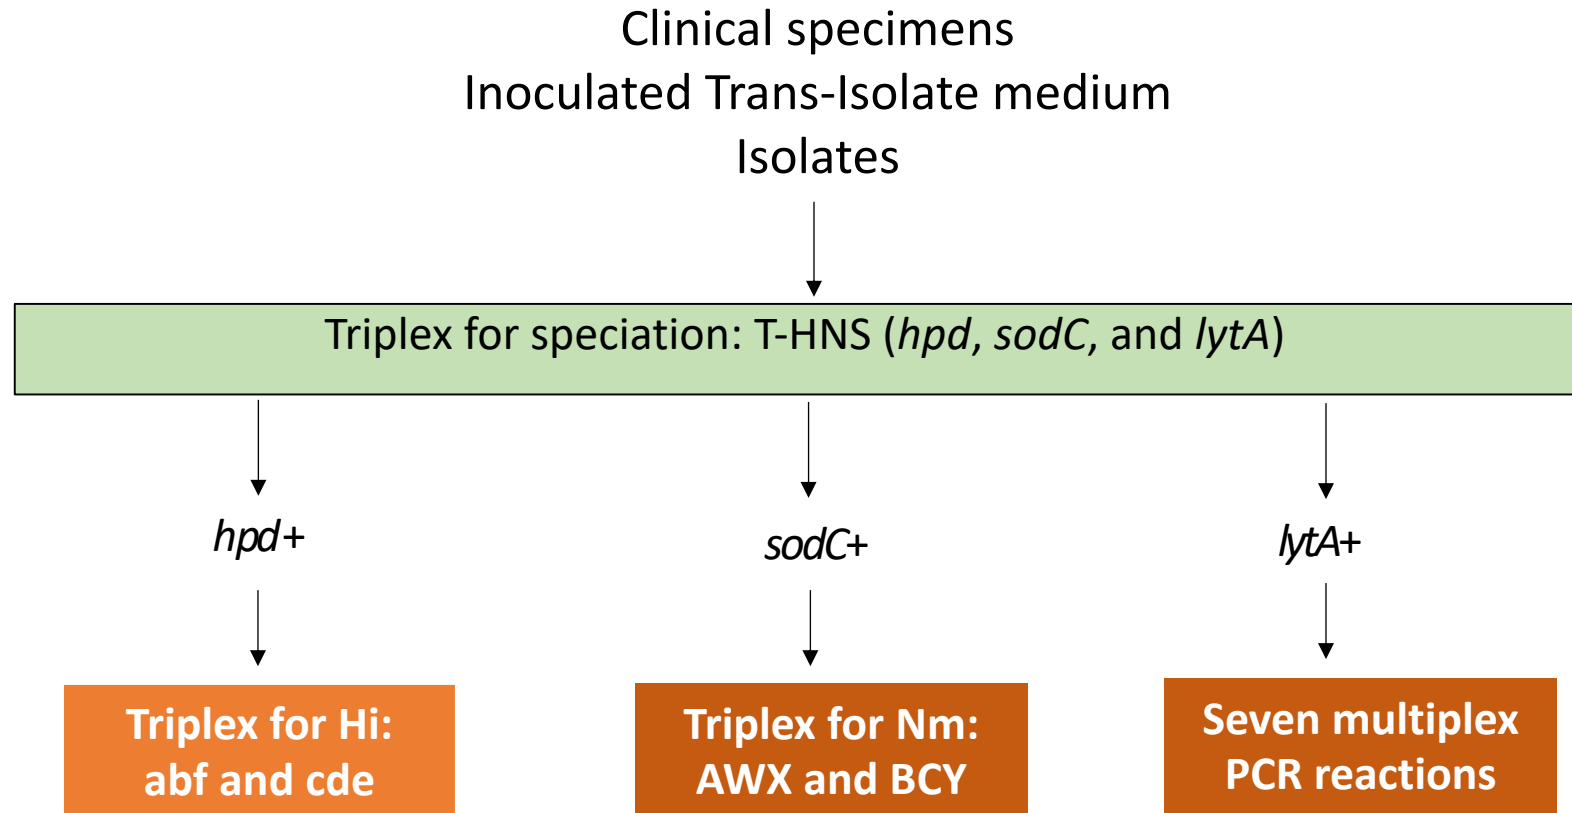 Clinical specimens
Inoculated Trans-Isolate medium
Isolates
Triplex for speciation: T-HNS (hpd, sodC, and lytA)
hpd+
sodC+
lytA+
Triplex for Hi:
abf and cde
Triplex for Nm:
AWX and BCY
Seven multiplex
PCR reactions